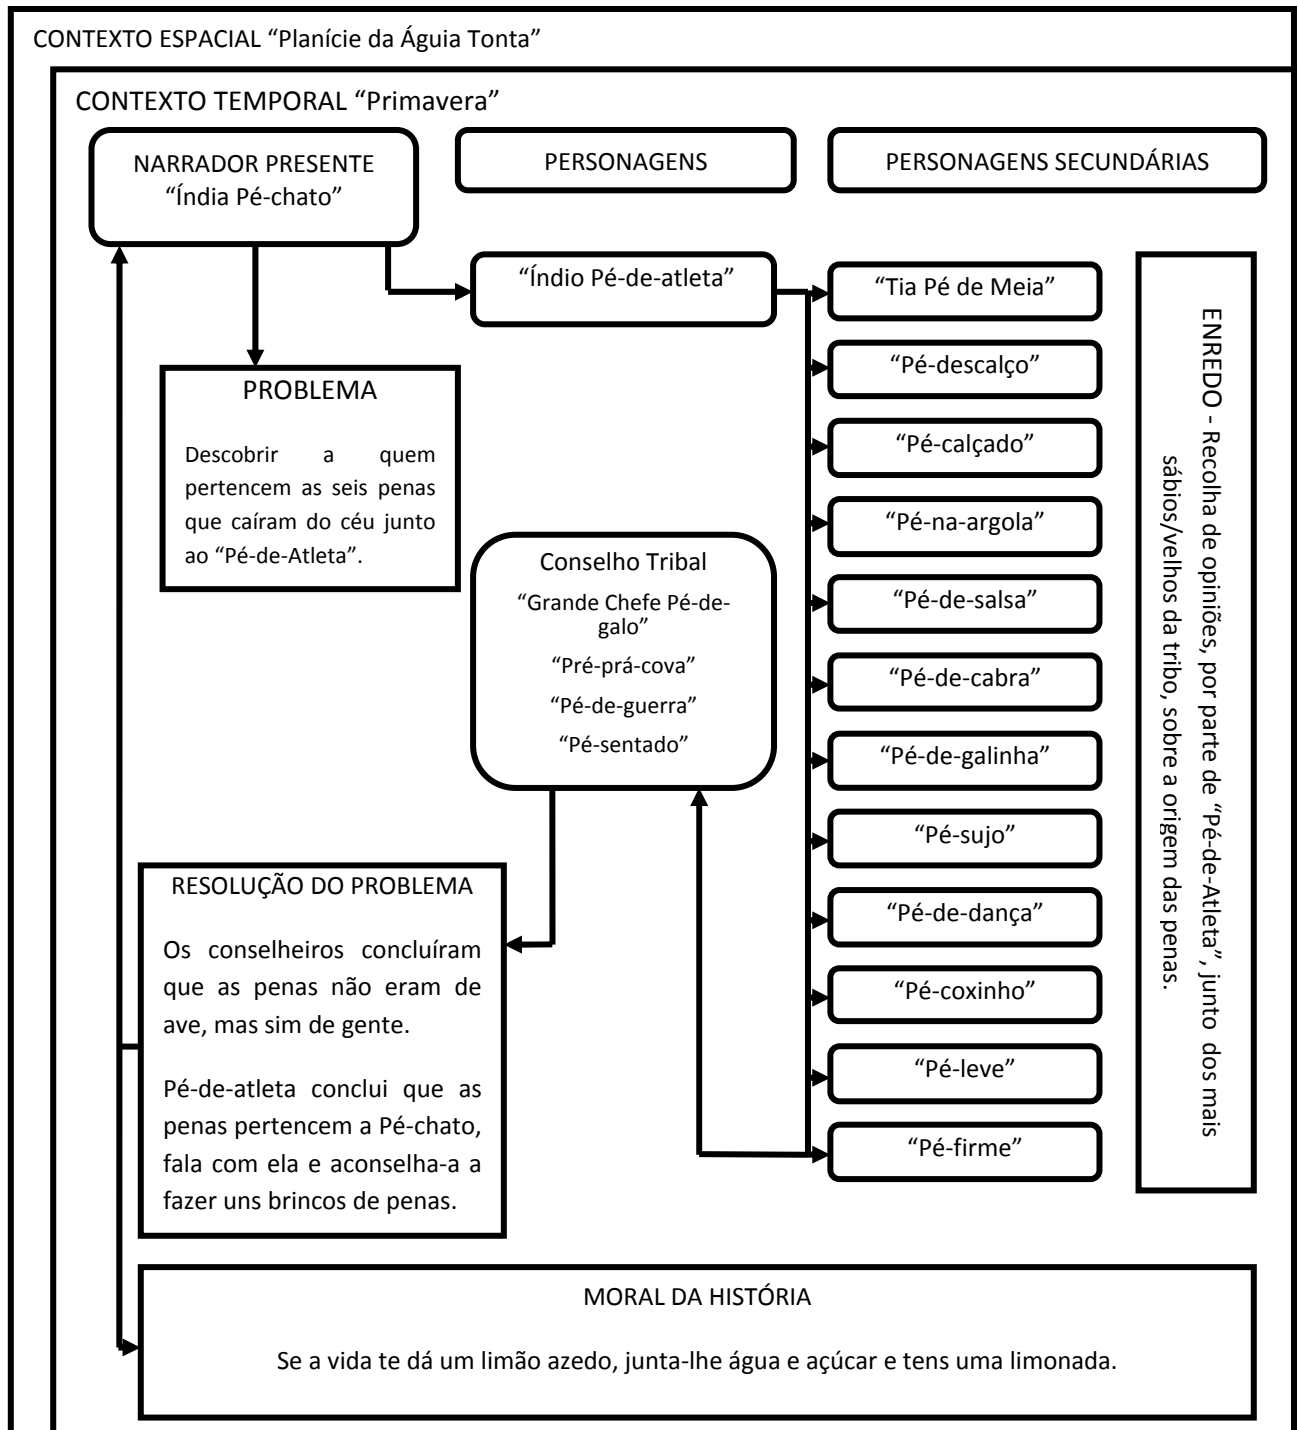 CONTEXTO ESPACIAL “Planície da Águia Tonta”
CONTEXTO TEMPORAL “Primavera”
NARRADOR PRESENTE
“Índia Pé-chato”
PERSONAGENS
PERSONAGENS SECUNDÁRIAS
“Índio Pé-de-atleta”
PROBLEMA
Descobrir a quem
pertencem as seis penas
que caíram do céu junto
ao “Pé-de-Atleta”.
Conselho Tribal
“Grande Chefe Pé-de-
galo”
“Pré-prá-cova”
“Pé-de-guerra”
“Pé-sentado”
“Tia Pé de Meia”
“Pé-descalço”
“Pé-calçado”
“Pé-na-argola”
“Pé-de-salsa”
“Pé-de-cabra”
“Pé-de-galinha”
“Pé-sujo”
“Pé-de-dança”
“Pé-coxinho”
“Pé-leve”
“Pé-firme”
ENREDO - Recolha de opiniões, por parte de “Pé-de-Atleta”, junto dos mais
sábios/velhos da tribo, sobre a origem das penas.
RESOLUÇÃO DO PROBLEMA
Os conselheiros concluíram
que as penas não eram de
ave, mas sim de gente.
Pé-de-atleta conclui que as
penas pertencem a Pé-chato,
fala com ela e aconselha-a a
fazer uns brincos de penas.
MORAL DA HISTÓRIA
Se a vida te dá um limão azedo, junta-lhe água e açúcar e tens uma limonada.